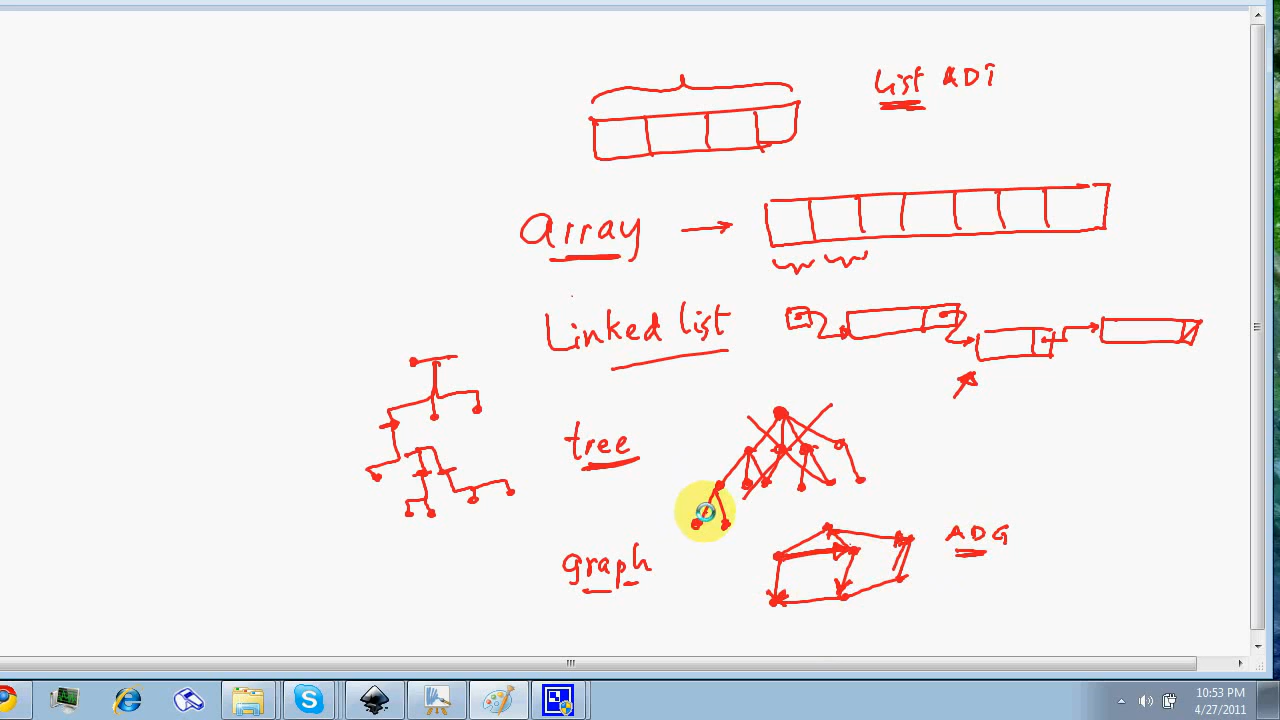 List ADT
Array
Linked list
tree
graph
ADG
10:53 PM
4/27/2011